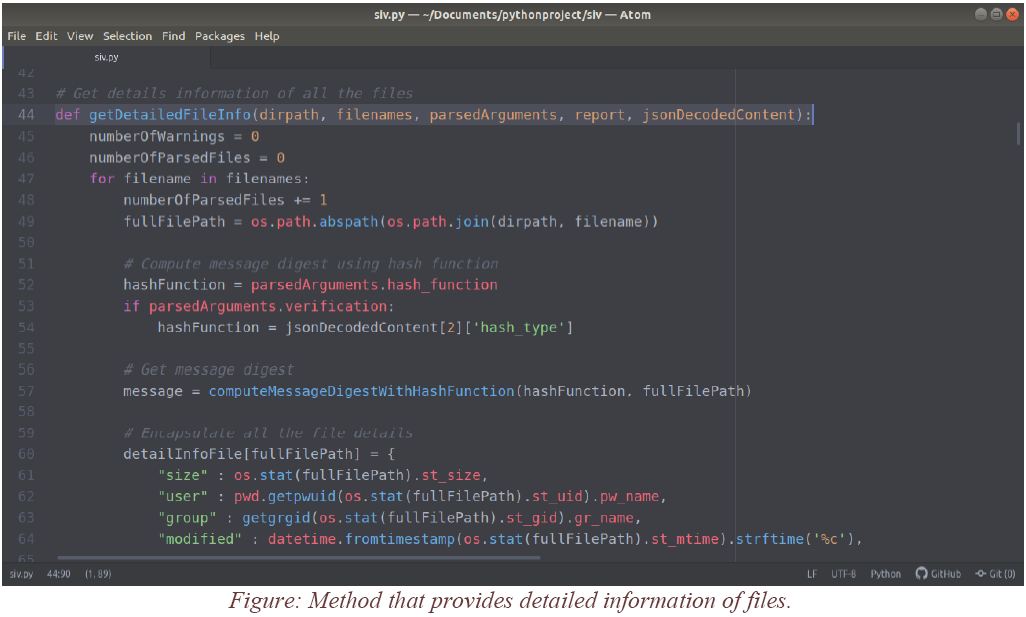 siv.py — ~/Documents/pythonproject/siv — Atom
File Edit View Selection Find Packages Help
siv.py
42
43 # Get details information of all the files
44 def getDetailedFileInfo(dirpath, filenames, parsedArguments, report, jsonDecodedContent):
45     numberOfWarnings = 0
46     numberOfParsedFiles = 0
47     for filename in filenames:
48         numberOfParsedFiles += 1
49         fullFilePath = os.path.abspath(os.path.join(dirpath, filename))
50
51         # Compute message digest using hash function
52         hashFunction = parsedArguments.hash_function
53         if parsedArguments.verification:
54             hashFunction = jsonDecodedContent[2]['hash_type']
55
56         # Get message digest
57         message = computeMessageDigestWithHashFunction(hashFunction, fullFilePath)
58
59         # Encapsulate all the file details
60         detailInfoFile[fullFilePath] = {
61             "size" : os.stat(fullFilePath).st_size,
62             "user" : pwd.getpwuid(os.stat(fullFilePath).st_uid).pw_name,
63             "group" : getgrgid(os.stat(fullFilePath).st_gid).gr_name,
64             "modified" : datetime.fromtimestamp(os.stat(fullFilePath).st_mtime).strftime('%c'),
65
siv.py 44:90 (1, 89) LF UTF-8 Python GitHub Git (0)
Figure: Method that provides detailed information of files.